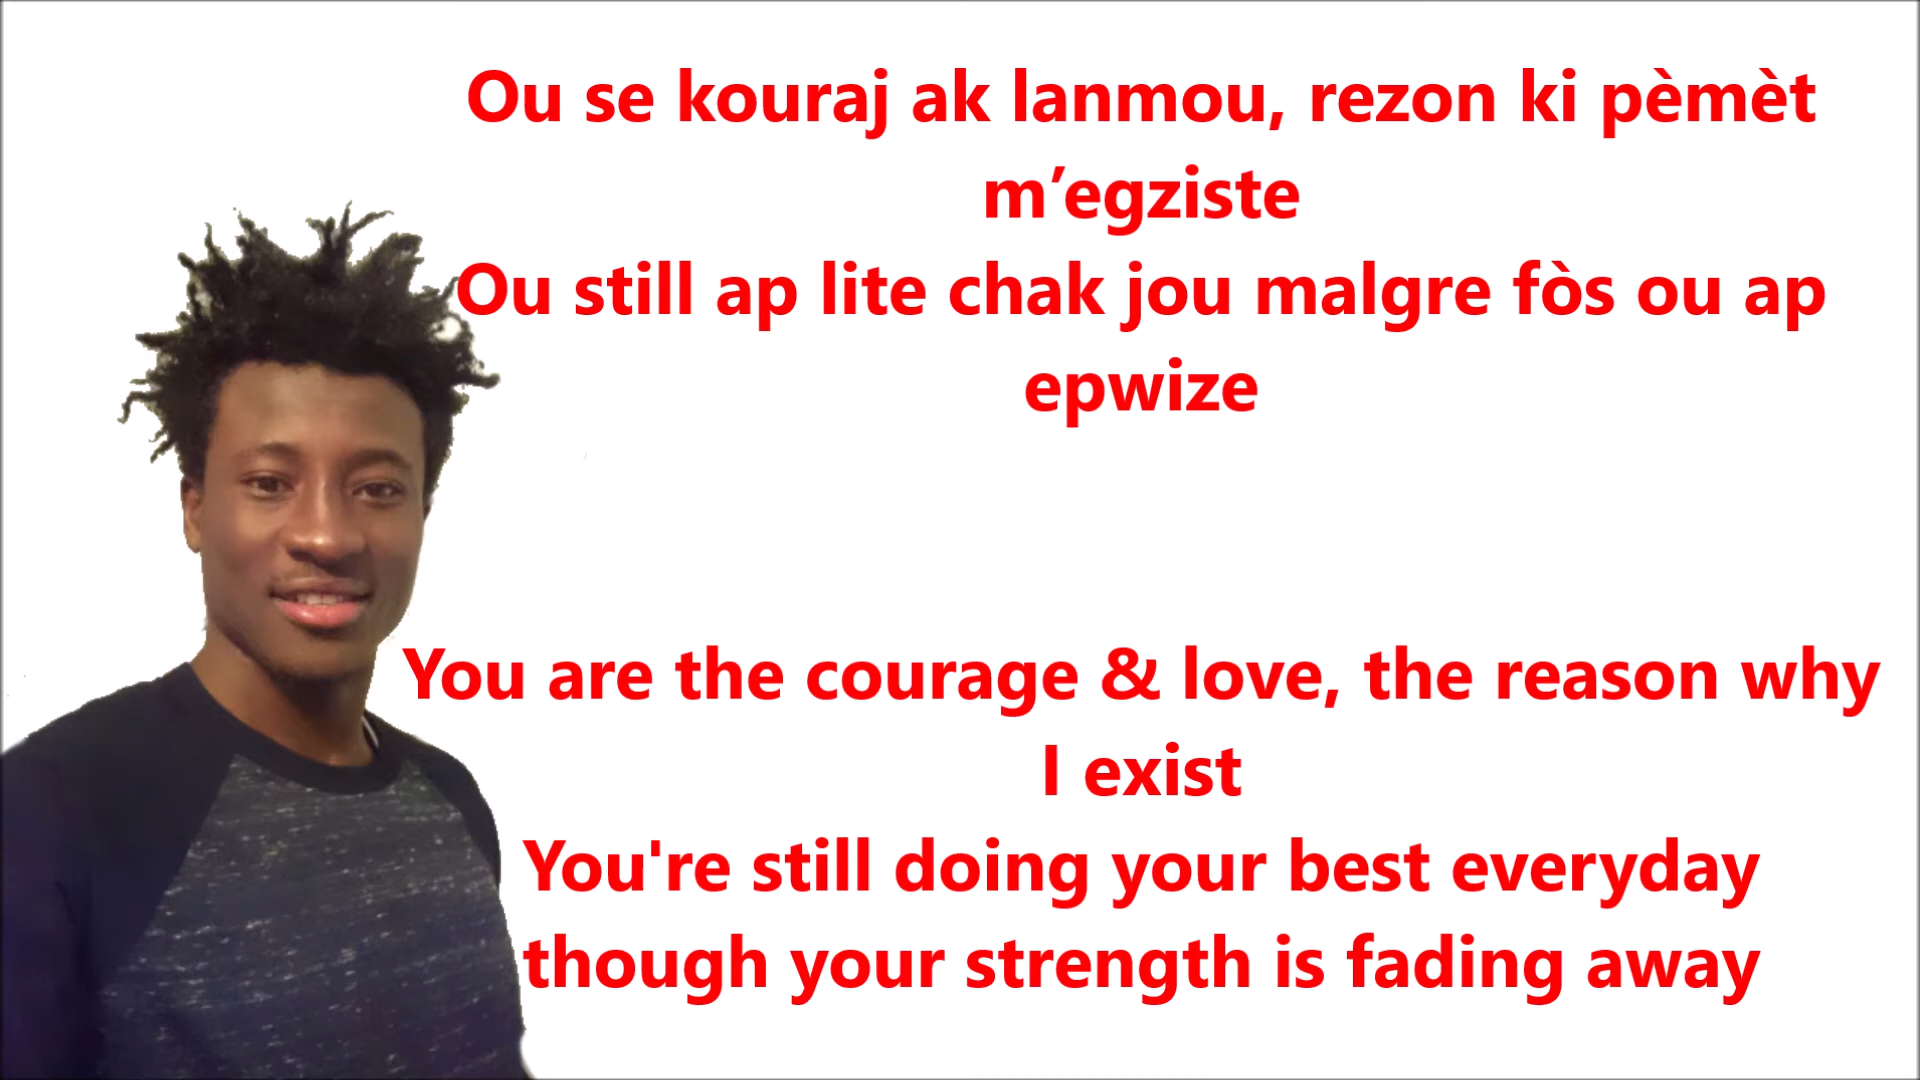 Ou se kouraj ak lanmou, rezon ki pèmèt
m’egziste
Ou still ap lite chak jou malgre fòs ou ap
epwize
You are the courage & love, the reason why
I exist
You're still doing your best everyday
though your strength is fading away